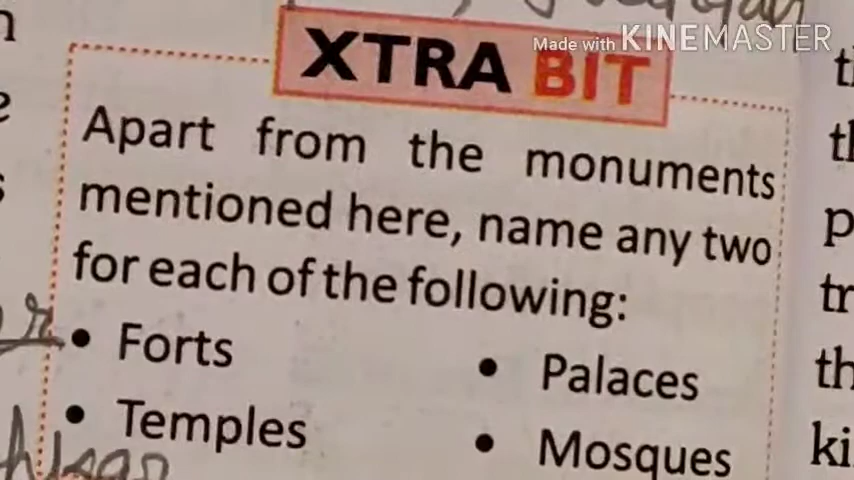 Made with KINEMASTER
XTRA BIT
Apart from the monuments
mentioned here, name any two
for each of the following:
• Forts
• Palaces
• Temples
• Mosques